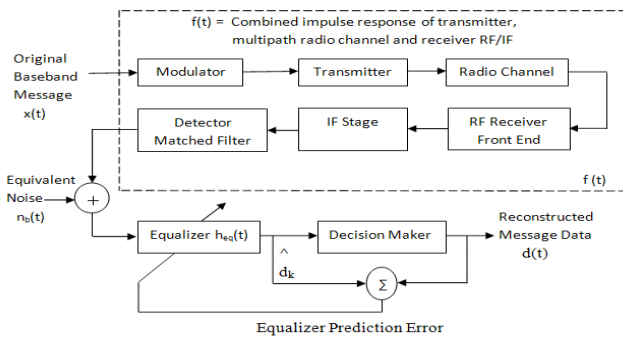 f(t) = Combined impulse response of transmitter,
multipath radio channel and receiver RF/IF
Original
Baseband
Message
x(t)
Modulator
Transmitter
Radio Channel
Detector
Matched Filter
IF Stage
RF Receiver
Front End
f (t)
Equivalent
Noise
n_b(t)
+
Equalizer h_eq(t)
Decision Maker
Reconstructed
Message Data
d(t)
^
d_k
Σ
Equalizer Prediction Error